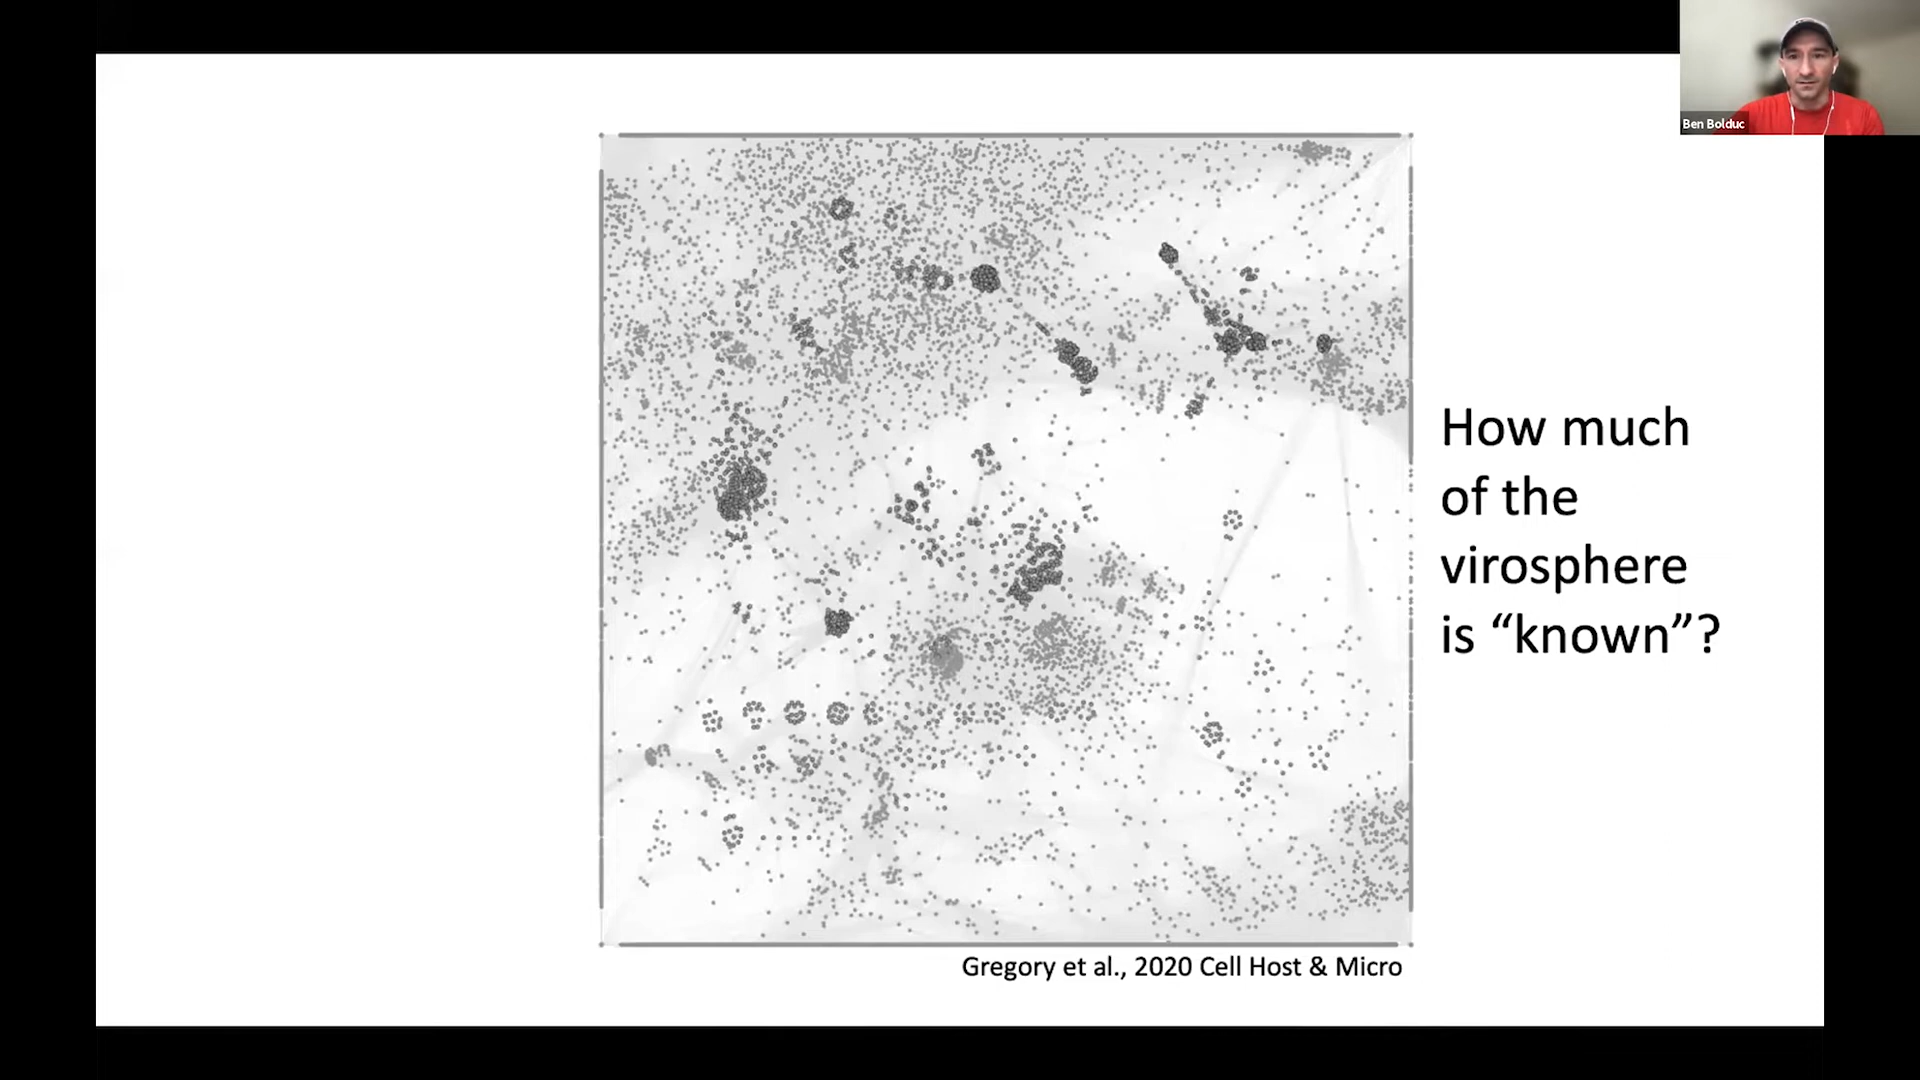 Ben Bolduc
How much
of the
virosphere
is “known”?
Gregory et al., 2020 Cell Host & Micro